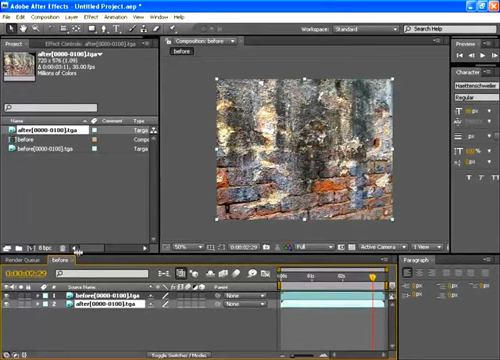 Adobe After Effects - Untitled Project.aep *
File Edit Composition Layer Effect Animation View Window Help
Workspace: Standard
Search Help
Project
Effect Controls: after[0000-0100].tga
Composition: before
Preview
after[0000-0100].tga
720 x 576 (1.09)
Δ 0:00:03:11, 30.00 fps
Millions of Colors
before
Character
Haettenschweiler
Regular
Name
Comment
Type
after[0000-0100].tga
Targa
before
before[0000-0100].tga
Targa
8 bpc
50%
0:00:02:29
Full
Active Camera
Render Queue
before
Paragraph
0:00:02:29
#
Source Name
Parent
1 before[0000-0100].tga
None
2 after[0000-0100].tga
None
Toggle Switches / Modes